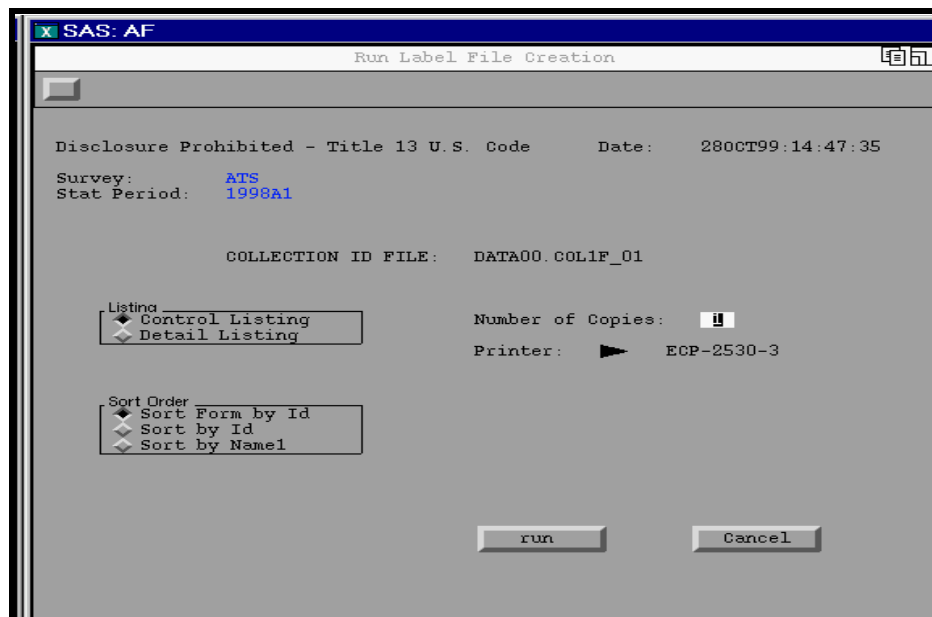 X SAS: AF
Run Label File Creation
Disclosure Prohibited - Title 13 U.S. Code Date: 28OCT99:14:47:35
Survey: ATS
Stat Period: 1998A1
COLLECTION ID FILE: DATA00.COL1F_01
Listing
Control Listing
Detail Listing
Number of Copies:
Printer: ECP-2530-3
Sort Order
Sort Form by Id
Sort by Id
Sort by Name1
run Cancel